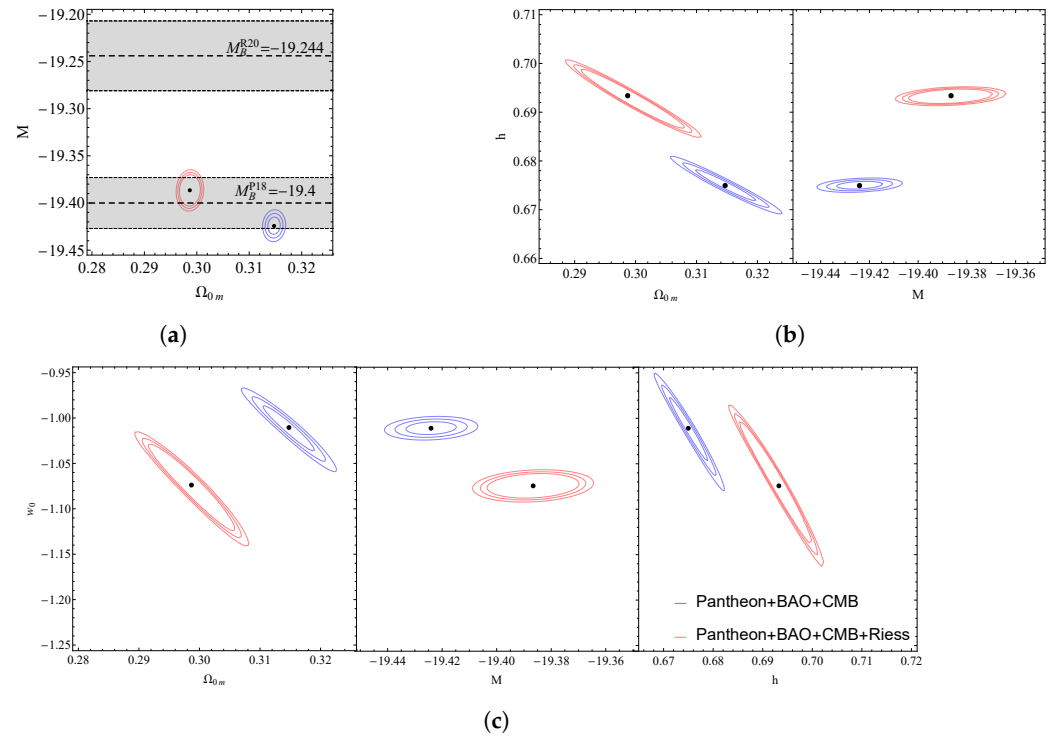 −19.20
−19.25
−19.30
−19.35
−19.40
−19.45
M
M_B^{R20}=−19.244
M_B^{P18}=−19.4
0.28 0.29 0.30 0.31 0.32
Ω_{0 m}
(a)
0.71
0.70
0.69
0.68
0.67
0.66
h
0.29 0.30 0.31 0.32
Ω_{0 m}
−19.44 −19.42 −19.40 −19.38 −19.36
M
(b)
−0.95
−1.00
−1.05
−1.10
−1.15
−1.20
−1.25
w_0
0.28 0.29 0.30 0.31 0.32
Ω_{0 m}
−19.44 −19.42 −19.40 −19.38 −19.36
M
Pantheon+BAO+CMB
Pantheon+BAO+CMB+Riess
0.67 0.68 0.69 0.70 0.71 0.72
h
(c)